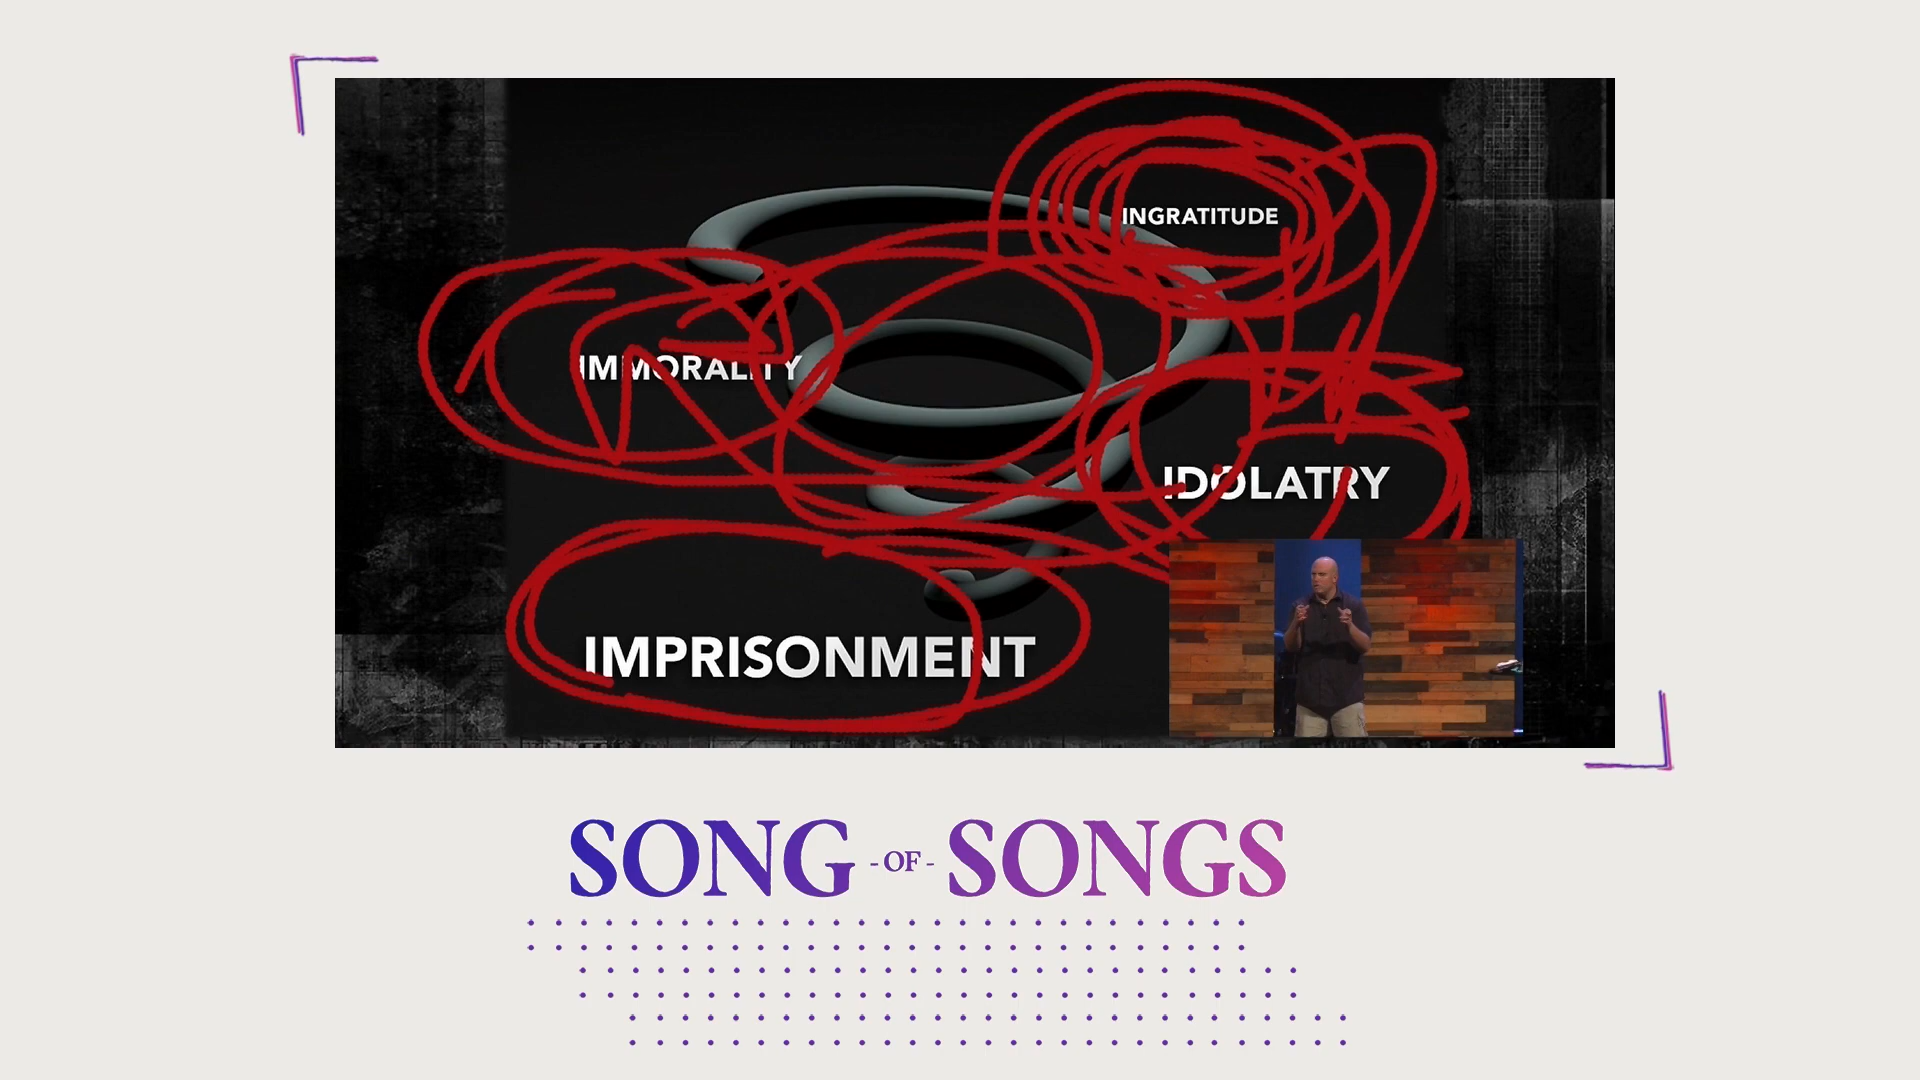 INGRATITUDE
IMMORALITY
IDOLATRY
IMPRISONMENT
SONG -OF- SONGS